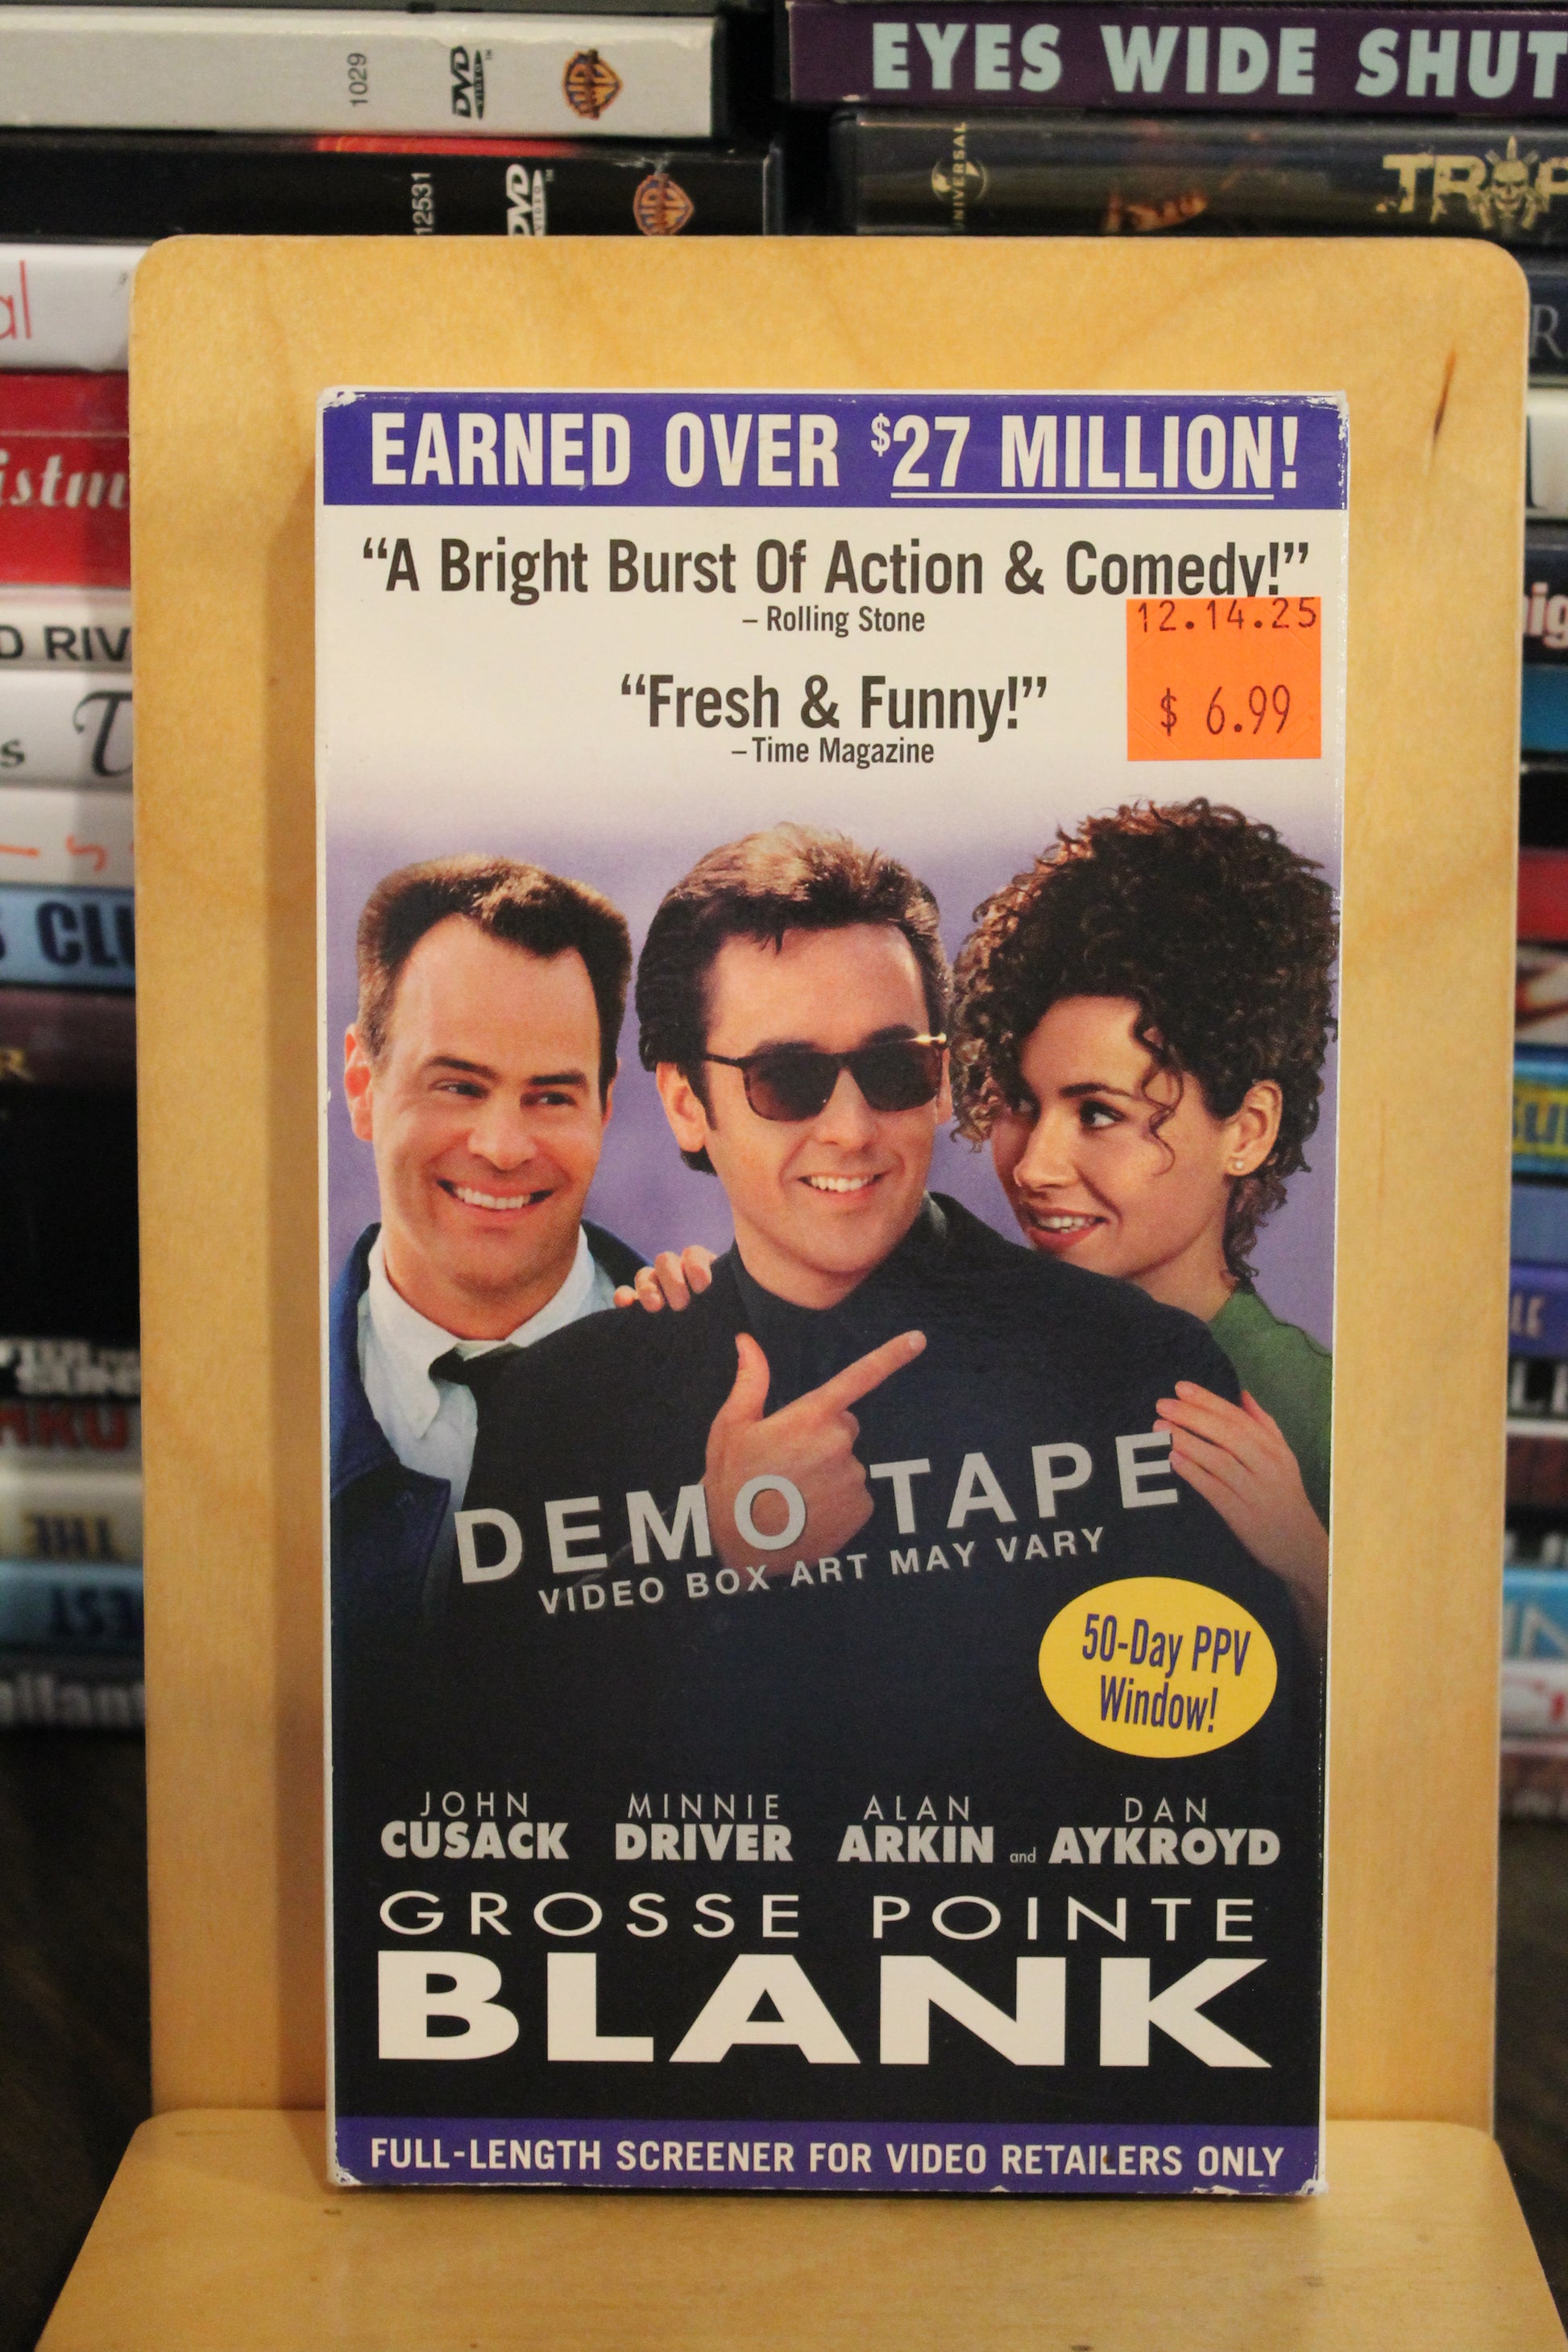 1029
DVD
VIDEO
EYES WIDE SHUT
12531
DVD
VIDEO
UNIVERSAL
EARNED OVER $27 MILLION!
“A Bright Burst Of Action & Comedy!”
– Rolling Stone
12.14.25
$ 6.99
“Fresh & Funny!”
– Time Magazine
DEMO TAPE
VIDEO BOX ART MAY VARY
50-Day PPV
Window!
JOHN CUSACK MINNIE DRIVER ALAN ARKIN and DAN AYKROYD
GROSSE POINTE
BLANK
FULL-LENGTH SCREENER FOR VIDEO RETAILERS ONLY
THE